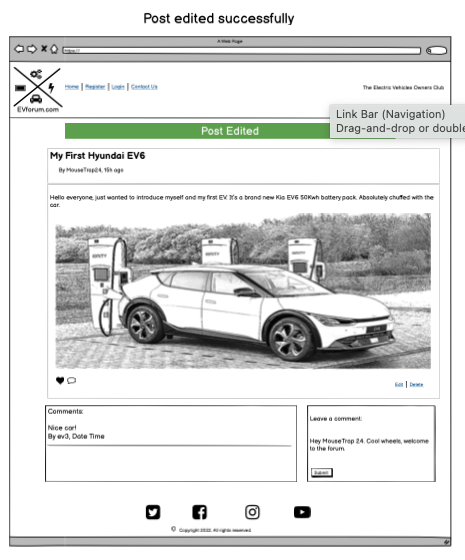 Post edited successfully
A Web Page
https://
Home | Register | Login | Contact Us
The Electric Vehicles Owners Club
EVforum.com
Link Bar (Navigation)
Drag-and-drop or double
Post Edited
My First Hyundai EV6
By MouseTrap24, 15h ago
Hello everyone, just wanted to introduce myself and my first EV. It's a brand new Kia EV6 50Kwh battery pack. Absolutely chuffed with the
car.
Edit | Delete
Comments:
Nice car!
By ev3, Date Time
Leave a comment:
Hey MouseTrap 24. Cool wheels, welcome
to the forum.
Submit
© Copyright 2022. All rights reserved.